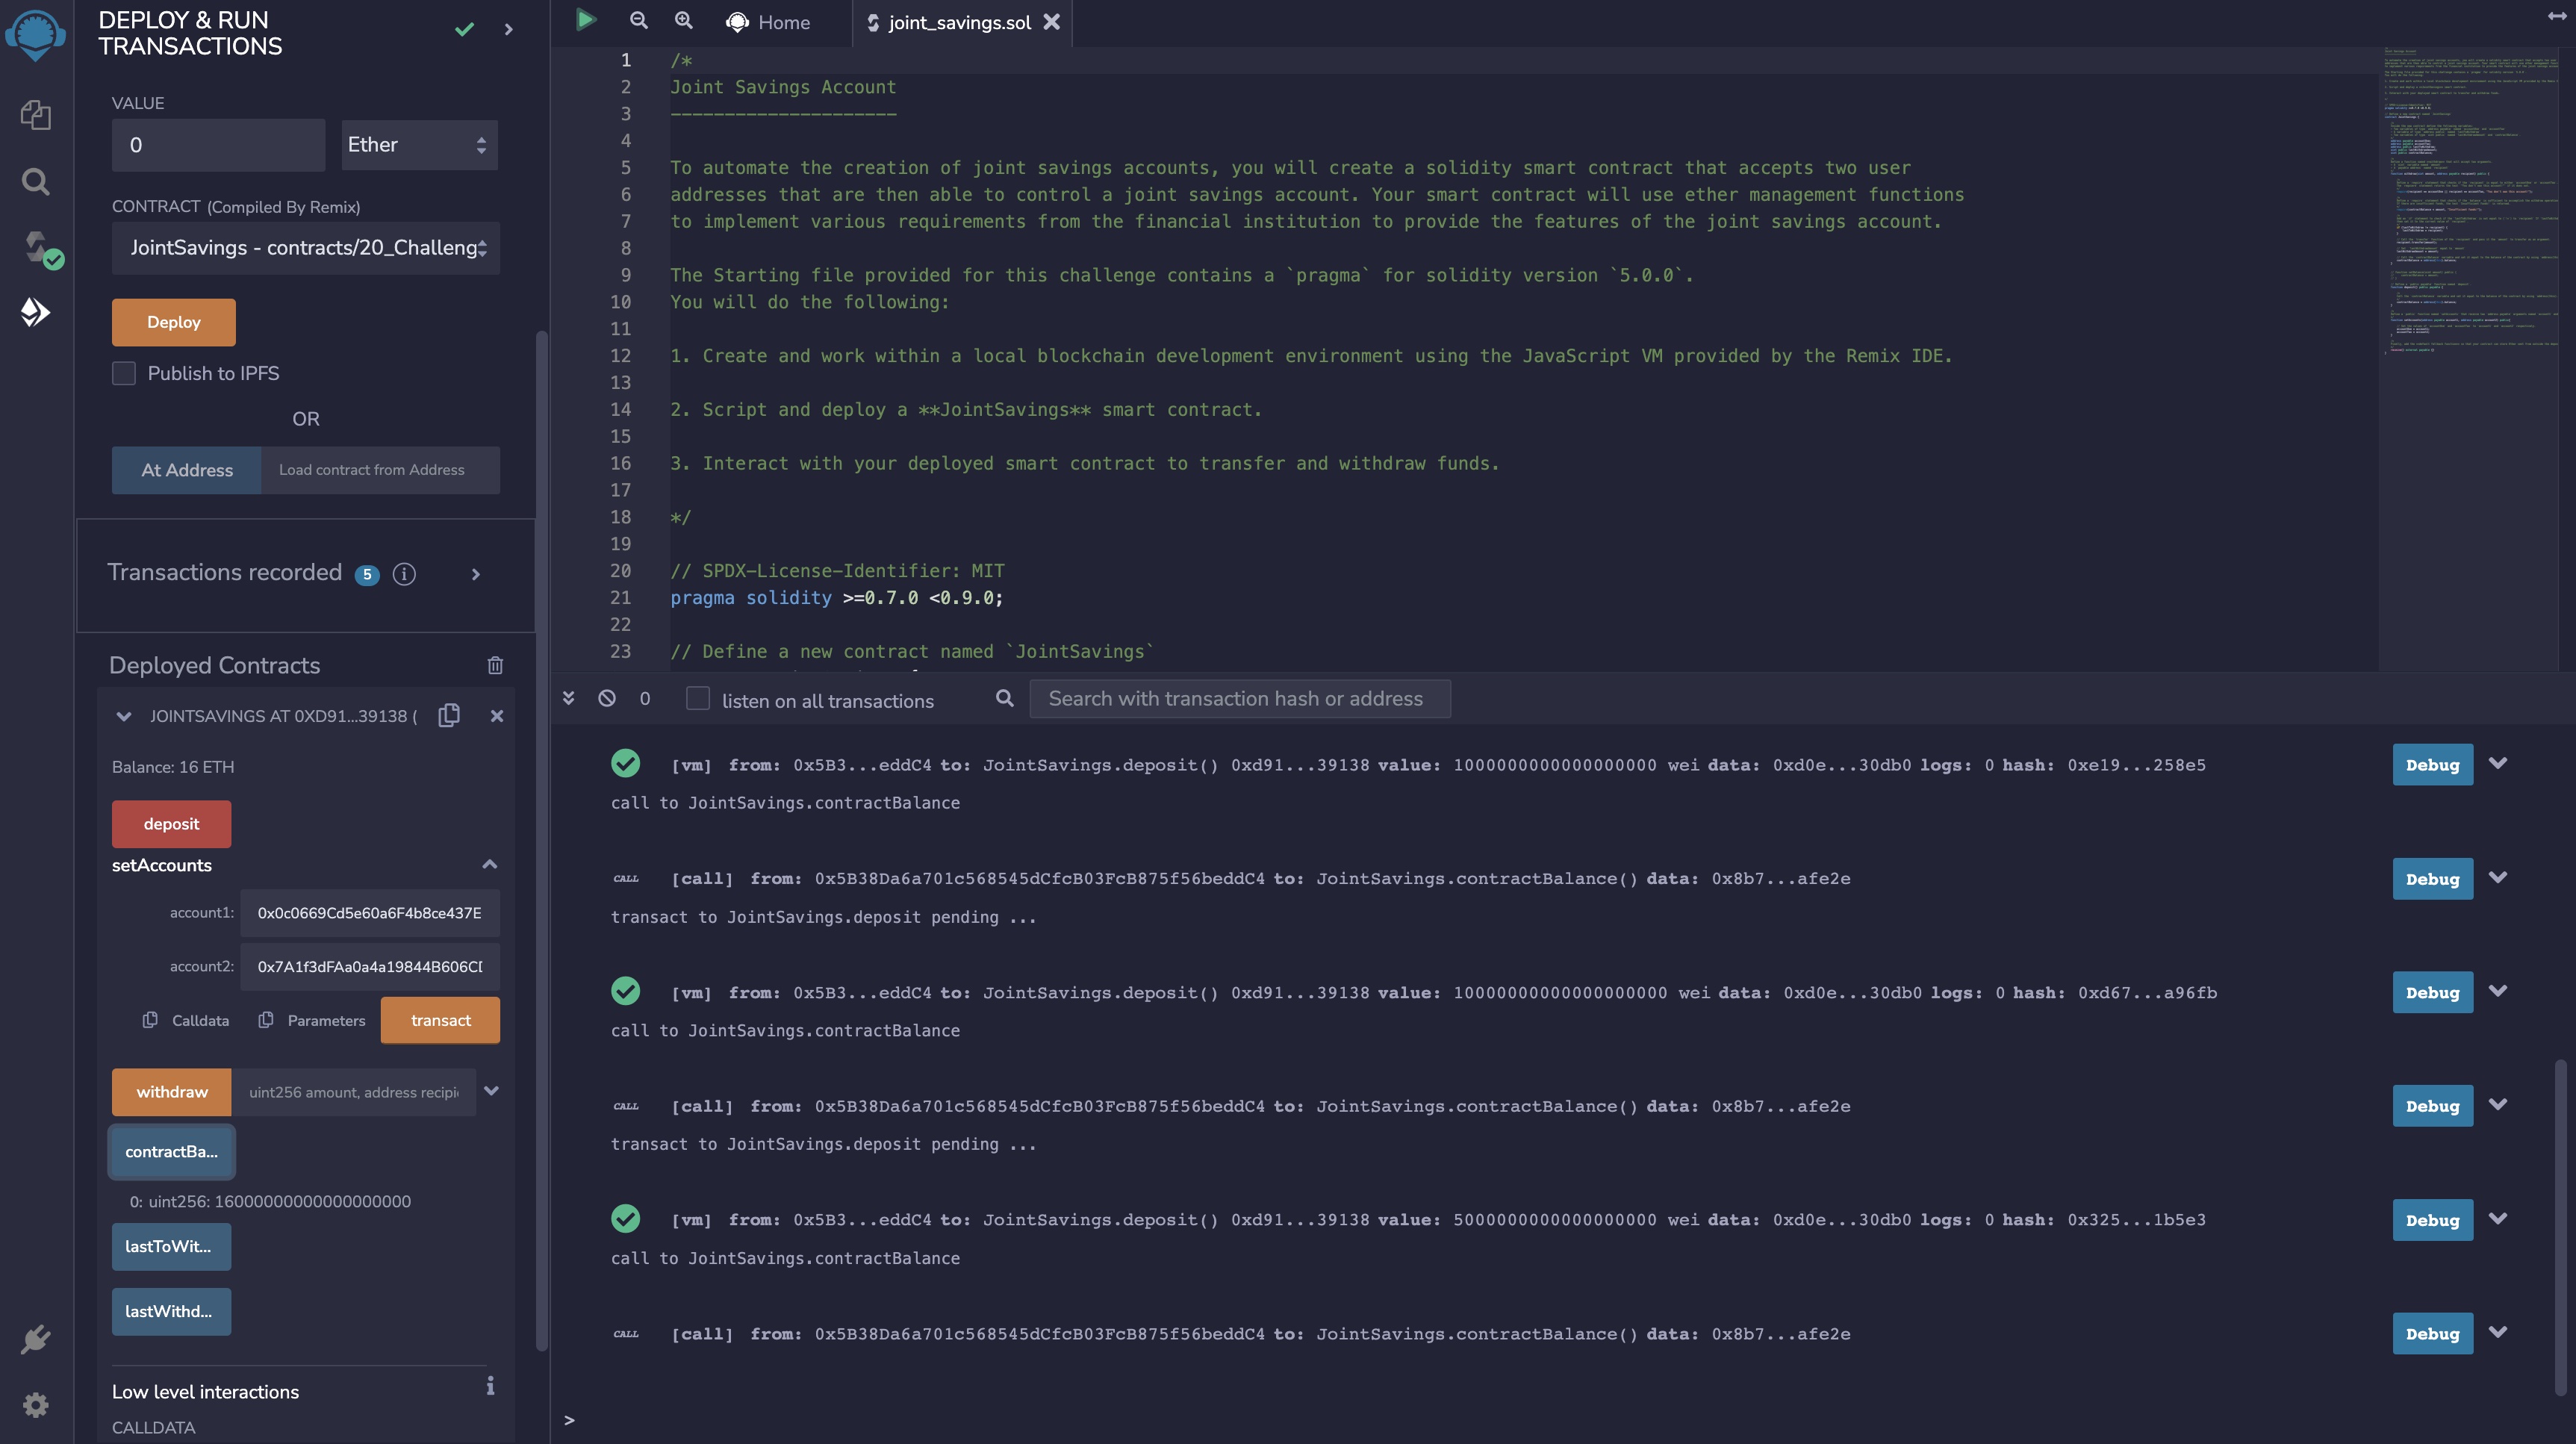 DEPLOY & RUN
TRANSACTIONS
VALUE
0
Ether
CONTRACT (Compiled By Remix)
JointSavings - contracts/20_Challeng
Deploy
Publish to IPFS
OR
At Address
Load contract from Address
Transactions recorded 5 i
Deployed Contracts
JOINTSAVINGS AT 0XD91...39138 (
Balance: 16 ETH
deposit
setAccounts
account1:
0x0c0669Cd5e60a6F4b8ce437E
account2:
0x7A1f3dFAa0a4a19844B606CD
Calldata
Parameters
transact
withdraw
uint256 amount, address recipi
contractBa...
0: uint256: 16000000000000000000
lastToWit...
lastWithd...
Low level interactions
i
CALLDATA
Home
joint_savings.sol
1 /*
2 Joint Savings Account
3 ---------------------
4
5 To automate the creation of joint savings accounts, you will create a solidity smart contract that accepts two user
6 addresses that are then able to control a joint savings account. Your smart contract will use ether management functions
7 to implement various requirements from the financial institution to provide the features of the joint savings account.
8
9 The Starting file provided for this challenge contains a `pragma` for solidity version `5.0.0`.
10 You will do the following:
11
12 1. Create and work within a local blockchain development environment using the JavaScript VM provided by the Remix IDE.
13
14 2. Script and deploy a **JointSavings** smart contract.
15
16 3. Interact with your deployed smart contract to transfer and withdraw funds.
17
18 */
19
20 // SPDX-License-Identifier: MIT
21 pragma solidity >=0.7.0 <0.9.0;
22
23 // Define a new contract named `JointSavings`
0
listen on all transactions
Search with transaction hash or address
[vm] from: 0x5B3...eddC4 to: JointSavings.deposit() 0xd91...39138 value: 1000000000000000000 wei data: 0xd0e...30db0 logs: 0 hash: 0xe19...258e5
Debug
call to JointSavings.contractBalance
CALL [call] from: 0x5B38Da6a701c568545dCfcB03FcB875f56beddC4 to: JointSavings.contractBalance() data: 0x8b7...afe2e
Debug
transact to JointSavings.deposit pending ...
[vm] from: 0x5B3...eddC4 to: JointSavings.deposit() 0xd91...39138 value: 10000000000000000000 wei data: 0xd0e...30db0 logs: 0 hash: 0xd67...a96fb
Debug
call to JointSavings.contractBalance
CALL [call] from: 0x5B38Da6a701c568545dCfcB03FcB875f56beddC4 to: JointSavings.contractBalance() data: 0x8b7...afe2e
Debug
transact to JointSavings.deposit pending ...
[vm] from: 0x5B3...eddC4 to: JointSavings.deposit() 0xd91...39138 value: 5000000000000000000 wei data: 0xd0e...30db0 logs: 0 hash: 0x325...1b5e3
Debug
call to JointSavings.contractBalance
CALL [call] from: 0x5B38Da6a701c568545dCfcB03FcB875f56beddC4 to: JointSavings.contractBalance() data: 0x8b7...afe2e
Debug
>